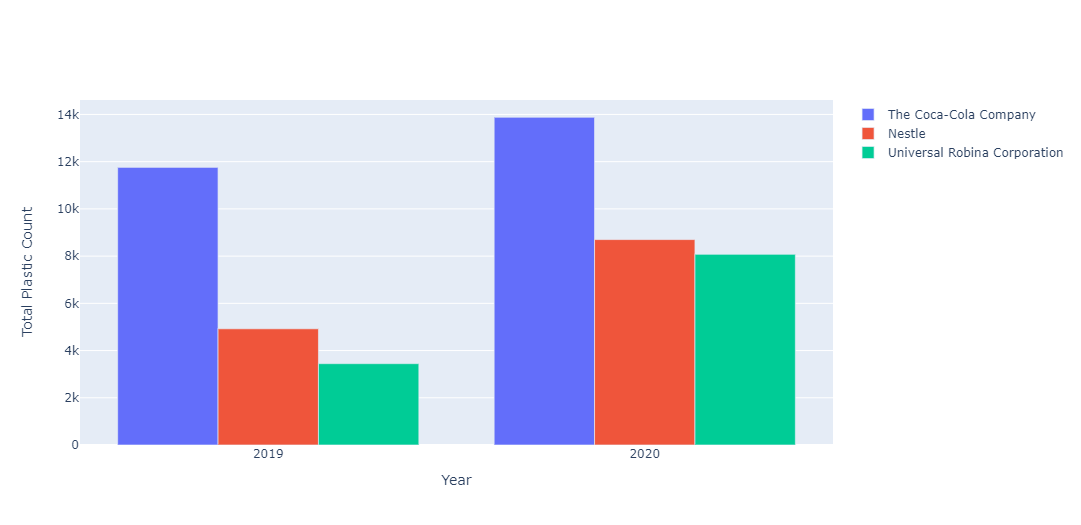 14k
12k
10k
8k
6k
4k
2k
0
Total Plastic Count
2019
2020
Year
The Coca-Cola Company
Nestle
Universal Robina Corporation